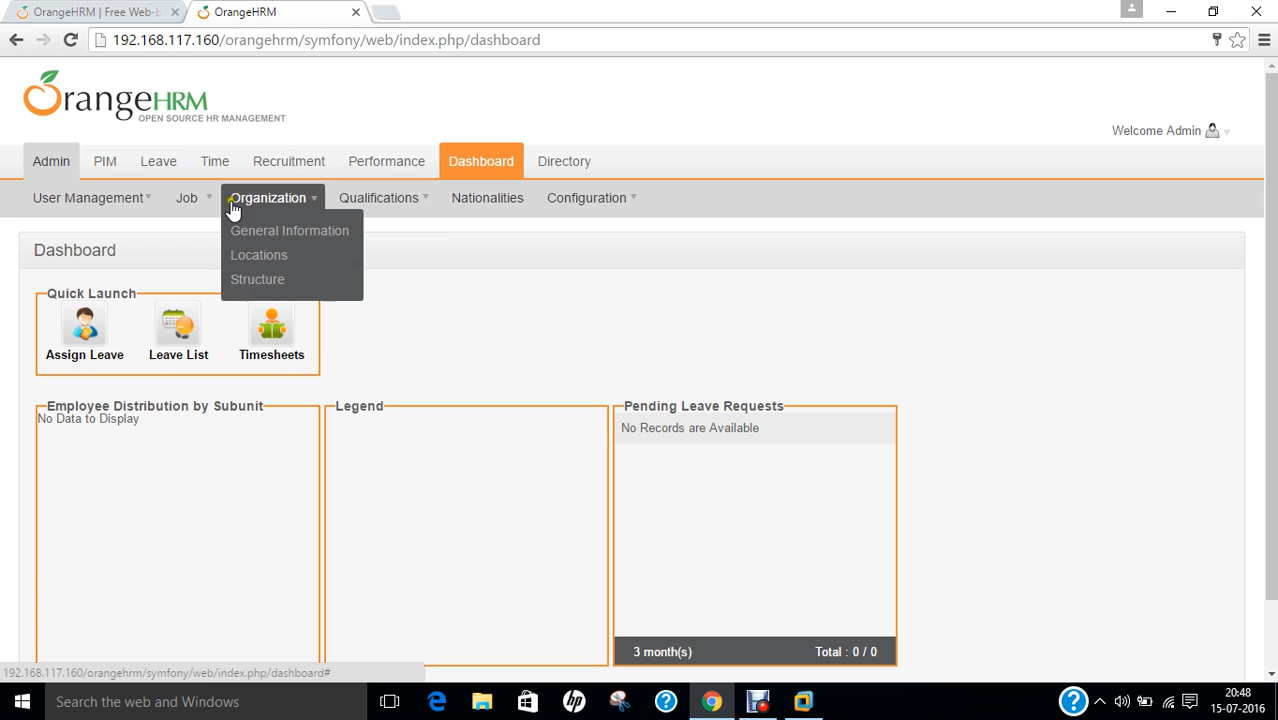 OrangeHRM | Free Web-b
OrangeHRM
192.168.117.160/orangehrm/symfony/web/index.php/dashboard
OrangeHRM
OPEN SOURCE HR MANAGEMENT
Welcome Admin
Admin PIM Leave Time Recruitment Performance Dashboard Directory
User Management Job Organization Qualifications Nationalities Configuration
General Information
Locations
Structure
Dashboard
Quick Launch
Assign Leave Leave List Timesheets
Employee Distribution by Subunit
No Data to Display
Legend
Pending Leave Requests
No Records are Available
3 month(s) Total : 0 / 0
192.168.117.160/orangehrm/symfony/web/index.php/dashboard#
Search the web and Windows
20:48
15-07-2016